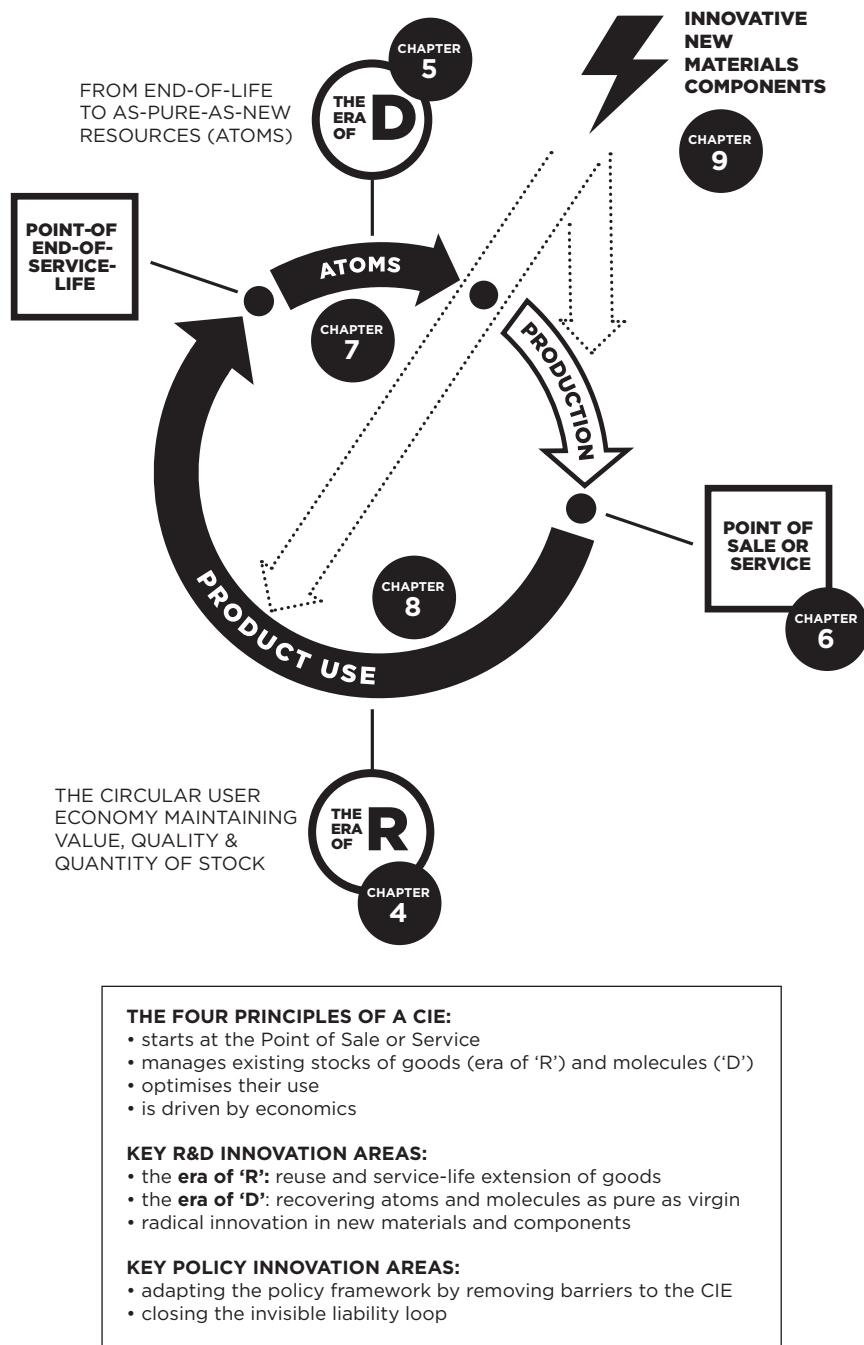 CHAPTER
5
FROM END-OF-LIFE
TO AS-PURE-AS-NEW
RESOURCES (ATOMS)
THE
ERA
OF
D
INNOVATIVE
NEW
MATERIALS
COMPONENTS
CHAPTER
9
POINT-OF
END-OF-
SERVICE-
LIFE
ATOMS
CHAPTER
7
PRODUCTION
POINT OF
SALE OR
SERVICE
CHAPTER
6
CHAPTER
8
PRODUCT USE
THE CIRCULAR USER
ECONOMY MAINTAINING
VALUE, QUALITY &
QUANTITY OF STOCK
THE
ERA
OF
R
CHAPTER
4
THE FOUR PRINCIPLES OF A CIE:
• starts at the Point of Sale or Service
• manages existing stocks of goods (era of ‘R’) and molecules (‘D’)
• optimises their use
• is driven by economics
KEY R&D INNOVATION AREAS:
• the era of ‘R’: reuse and service-life extension of goods
• the era of ‘D’: recovering atoms and molecules as pure as virgin
• radical innovation in new materials and components
KEY POLICY INNOVATION AREAS:
• adapting the policy framework by removing barriers to the CIE
• closing the invisible liability loop